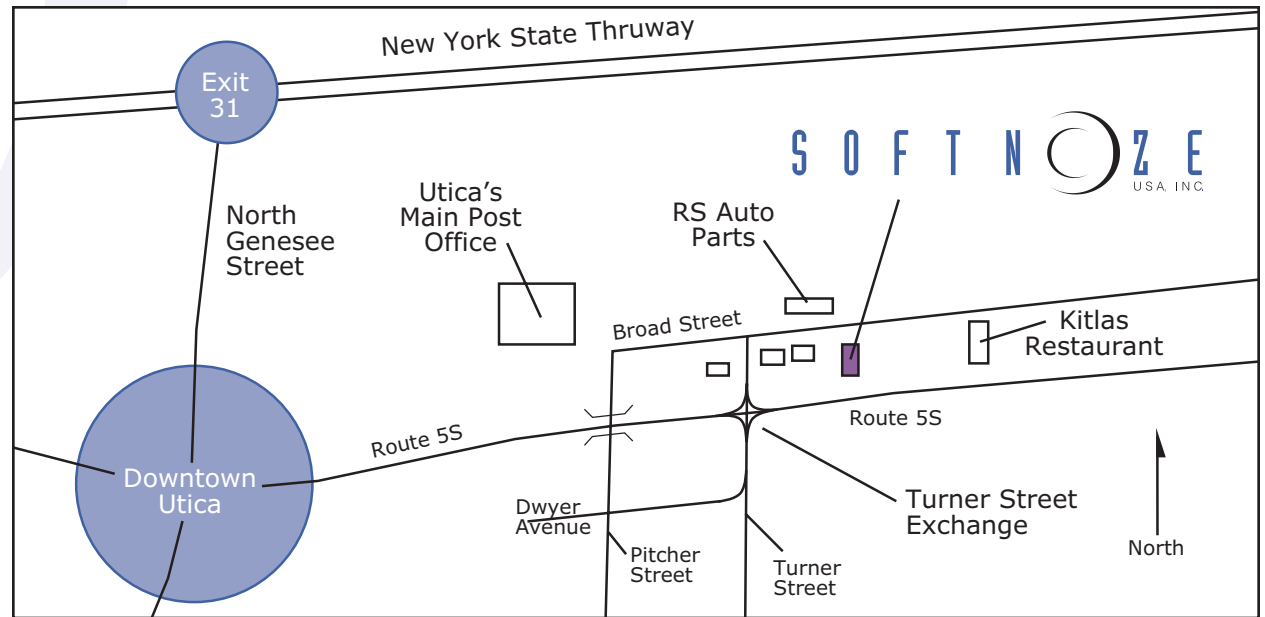 New York State Thruway
Exit
31
S O F T N O Z E
USA, INC.
North
Genesee
Street
Utica's
Main Post
Office
RS Auto
Parts
Broad Street
Kitlas
Restaurant
Route 5S
Route 5S
Downtown
Utica
Dwyer
Avenue
Turner Street
Exchange
Pitcher
Street
Turner
Street
North